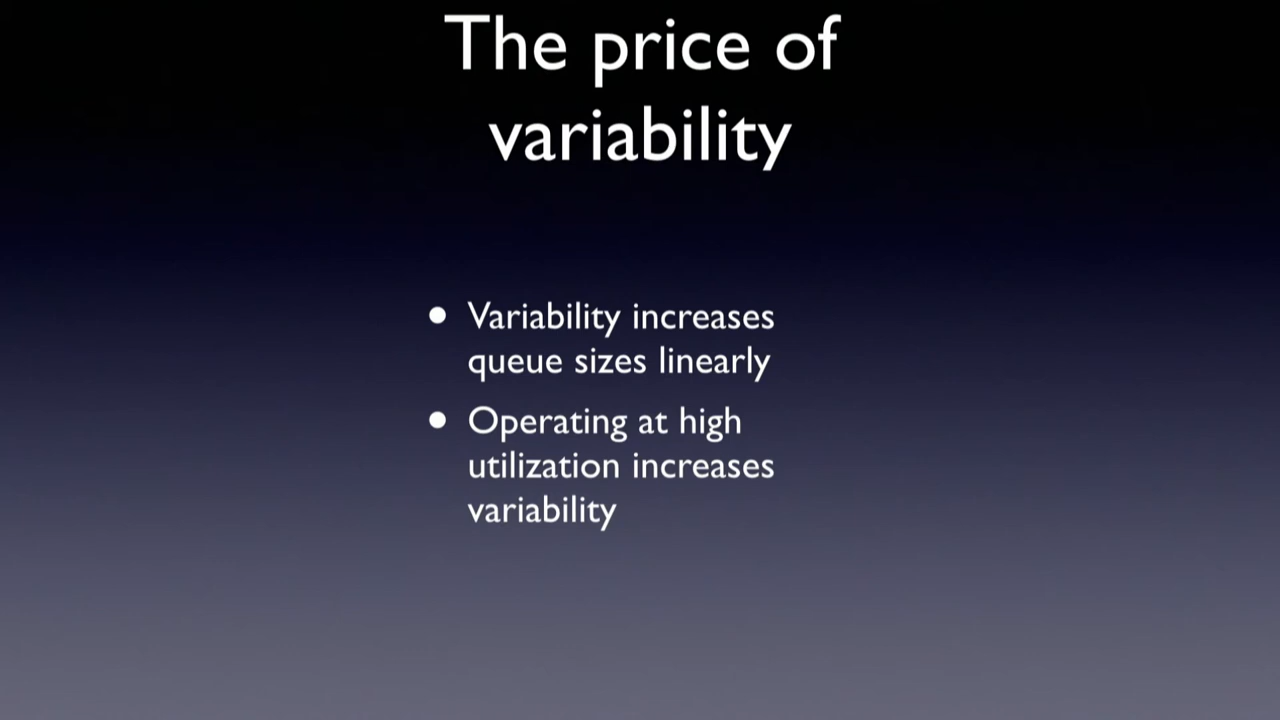 The price of
variability
• Variability increases
queue sizes linearly
• Operating at high
utilization increases
variability